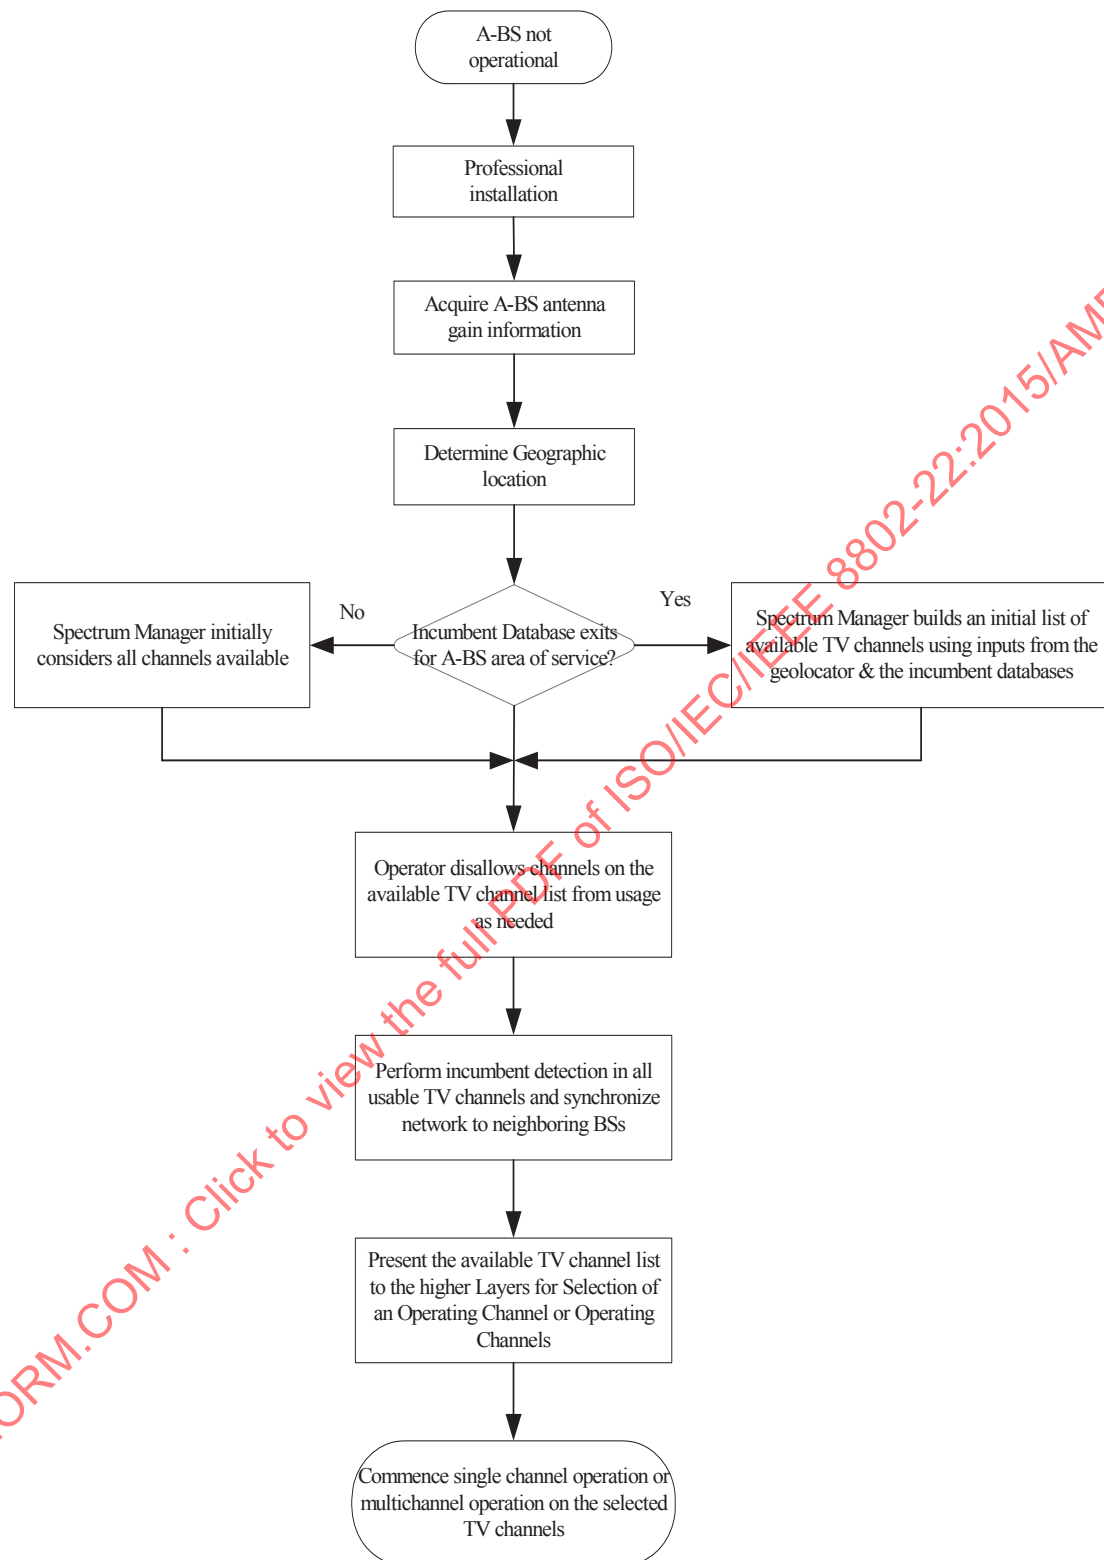 A-BS not
operational
Professional
installation
Acquire A-BS antenna
gain information
Determine Geographic
location
No
Yes
Spectrum Manager initially
considers all channels available
Incumbent Database exits
for A-BS area of service?
Spectrum Manager builds an initial list of
available TV channels using inputs from the
geolocator & the incumbent databases
Operator disallows channels on the
available TV channel list from usage
as needed
Perform incumbent detection in all
usable TV channels and synchronize
network to neighboring BSs
Present the available TV channel list
to the higher Layers for Selection of
an Operating Channel or Operating
Channels
Commence single channel operation or
multichannel operation on the selected
TV channels
ORM.COM : Click to view the full PDF of ISO/IEC/IEEE 8802-22:2015/AM